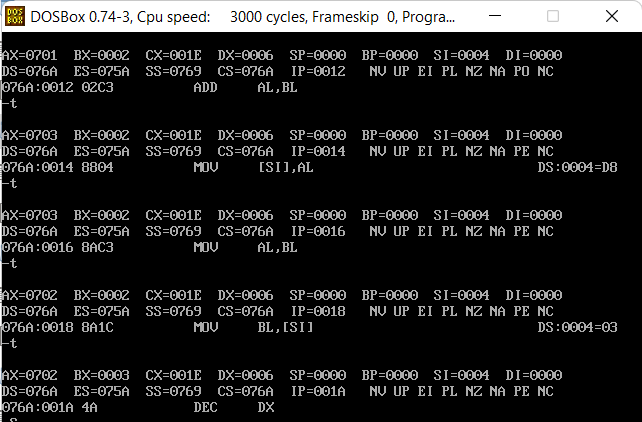 DOS
BOX
DOSBox 0.74-3, Cpu speed: 3000 cycles, Frameskip 0, Progra...
AX=0701 BX=0002 CX=001E DX=0006 SP=0000 BP=0000 SI=0004 DI=0000
DS=076A ES=075A SS=0769 CS=076A IP=0012 NV UP EI PL NZ NA PO NC
076A:0012 02C3 ADD AL,BL
-t
AX=0703 BX=0002 CX=001E DX=0006 SP=0000 BP=0000 SI=0004 DI=0000
DS=076A ES=075A SS=0769 CS=076A IP=0014 NV UP EI PL NZ NA PE NC
076A:0014 8804 MOV [SI],AL DS:0004=D8
-t
AX=0703 BX=0002 CX=001E DX=0006 SP=0000 BP=0000 SI=0004 DI=0000
DS=076A ES=075A SS=0769 CS=076A IP=0016 NV UP EI PL NZ NA PE NC
076A:0016 8AC3 MOV AL,BL
-t
AX=0702 BX=0002 CX=001E DX=0006 SP=0000 BP=0000 SI=0004 DI=0000
DS=076A ES=075A SS=0769 CS=076A IP=0018 NV UP EI PL NZ NA PE NC
076A:0018 8A1C MOV BL,[SI] DS:0004=03
-t
AX=0702 BX=0003 CX=001E DX=0006 SP=0000 BP=0000 SI=0004 DI=0000
DS=076A ES=075A SS=0769 CS=076A IP=001A NV UP EI PL NZ NA PE NC
076A:001A 4A DEC DX